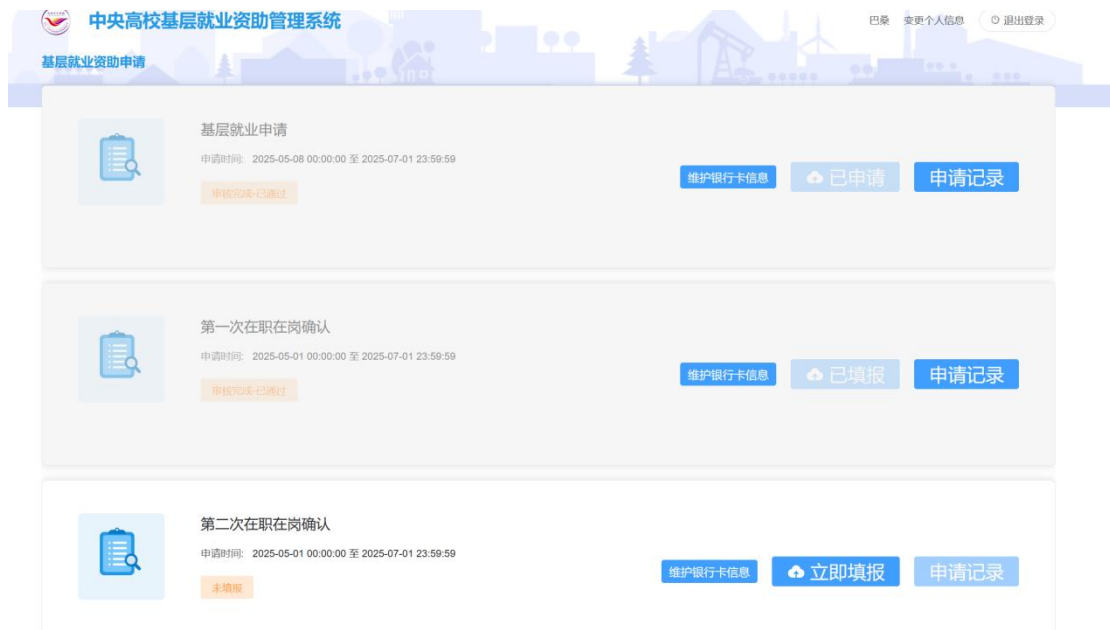 中央高校基层就业资助管理系统
巴桑 变更个人信息 退出登录
基层就业资助申请
基层就业申请
申请时间: 2025-05-08 00:00:00 至 2025-07-01 23:59:59
维护银行卡信息 已申请 申请记录
审核完成-已通过
第一次在职在岗确认
申请时间: 2025-05-01 00:00:00 至 2025-07-01 23:59:59
维护银行卡信息 已填报 申请记录
审核完成-已通过
第二次在职在岗确认
申请时间: 2025-05-01 00:00:00 至 2025-07-01 23:59:59
维护银行卡信息 立即填报 申请记录
未填报